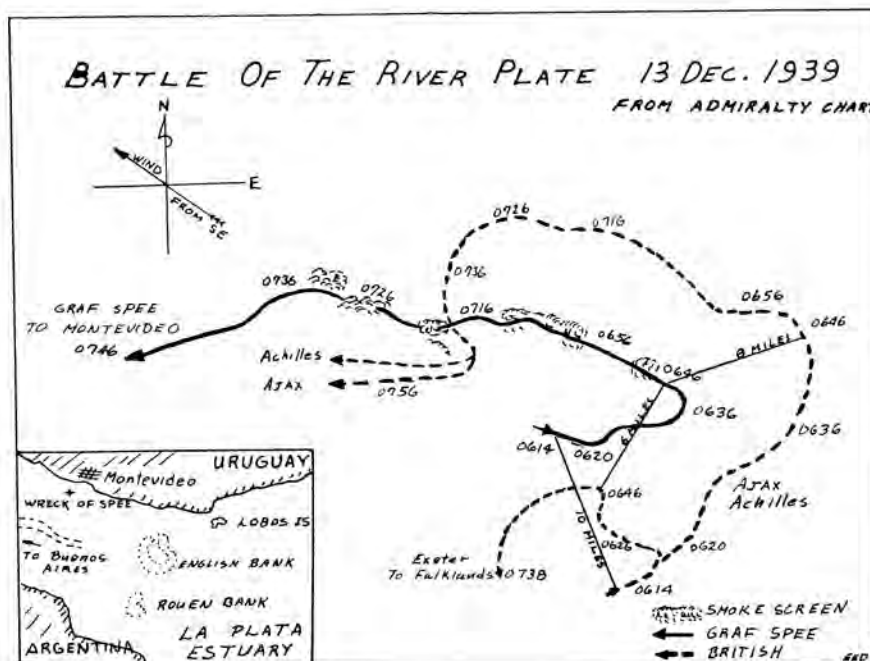 BATTLE OF THE RIVER PLATE 13 DEC. 1939
FROM ADMIRALTY CHART
N
E
WIND
FROM SE
0726
0716
0736
0656
0646
8 MILES
0636
0736
0726
0716
0656
0646
0636
GRAF SPEE
TO MONTEVIDEO
0746
Achilles
AJAX
0756
6 MILES
0614
0620
10 MILES
0646
0626
0620
0614
AJAX
Achilles
Exeter
To Falklands
0738
SMOKE SCREEN
GRAF SPEE
BRITISH
URUGUAY
Montevideo
WRECK OF SPEE
LOBOS IS
TO BUENOS
AIRES
ENGLISH BANK
ROUEN BANK
LA PLATA
ESTUARY
ARGENTINA